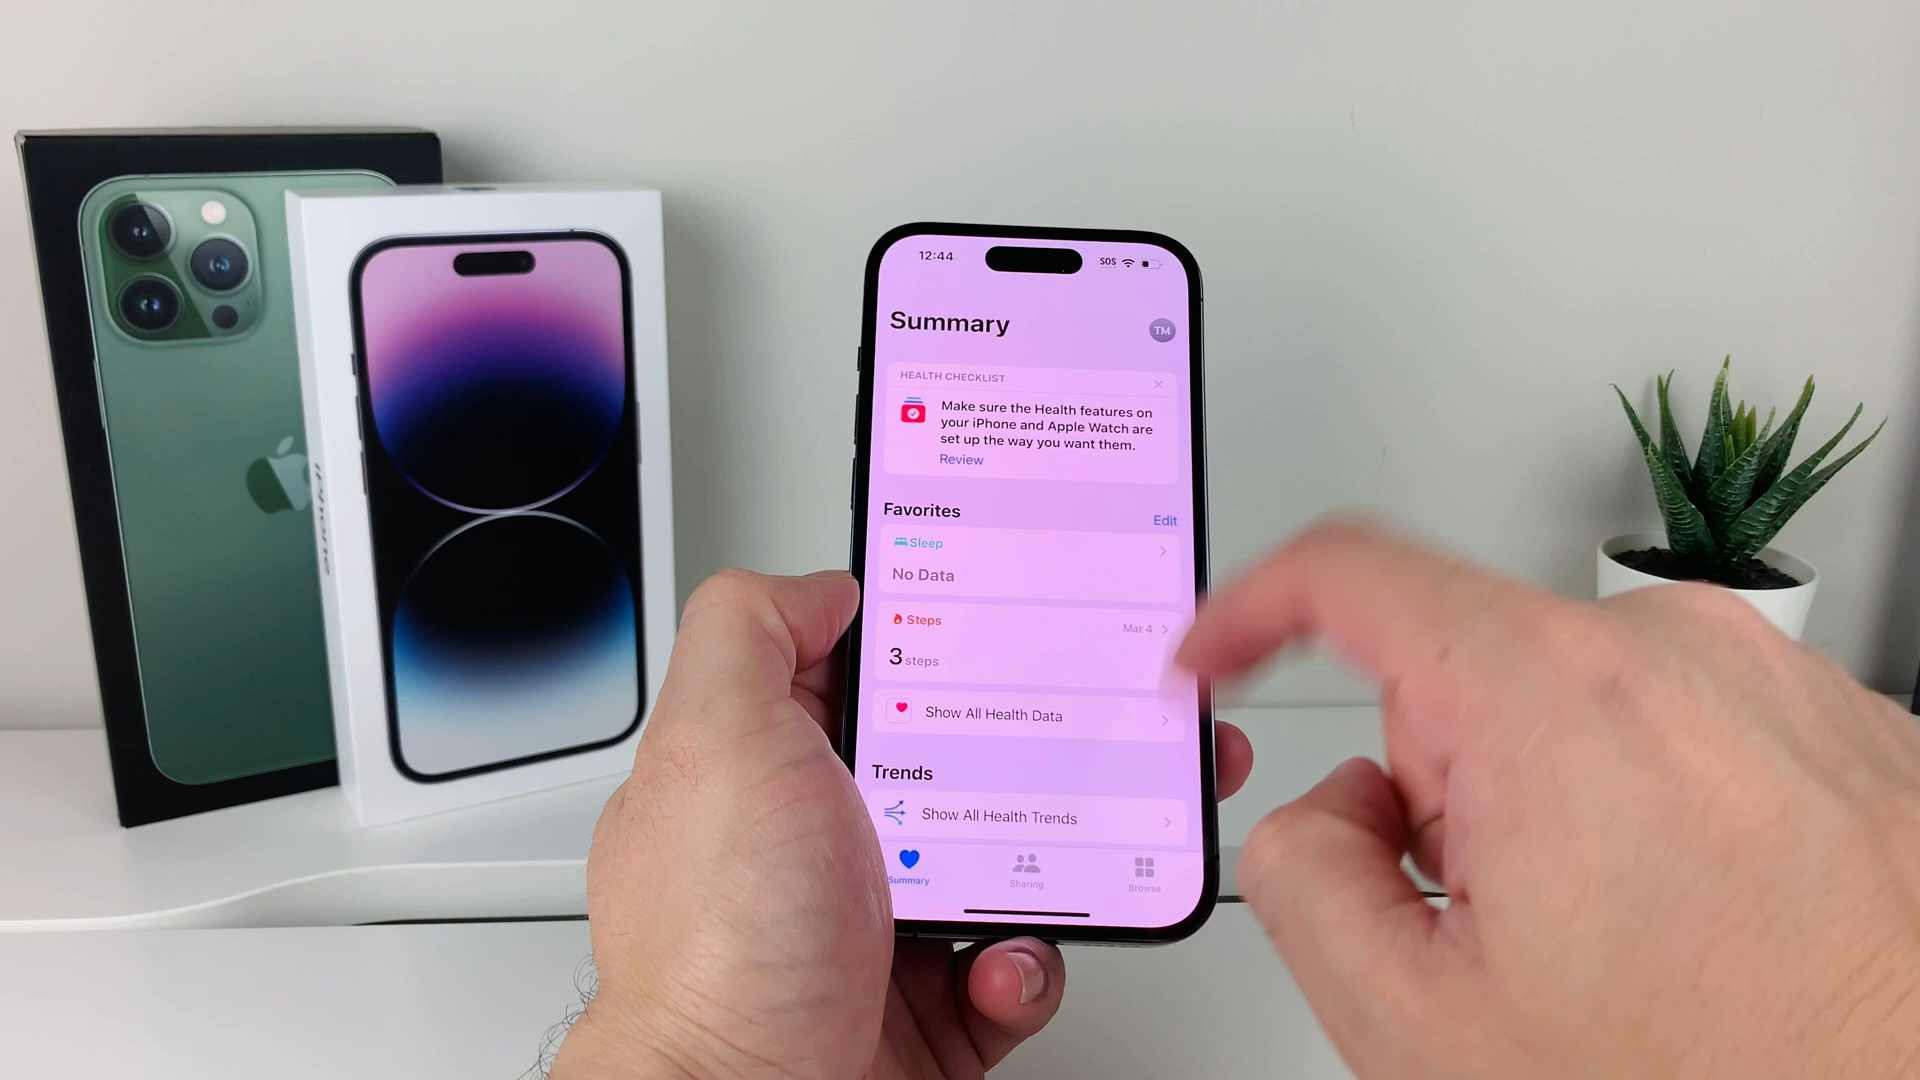 iPhone
12:44
SOS
Summary
TM
HEALTH CHECKLIST
Make sure the Health features on
your iPhone and Apple Watch are
set up the way you want them.
Review
Favorites
Edit
Sleep
No Data
Steps
Mar 4
3 steps
Show All Health Data
Trends
Show All Health Trends
Summary
Sharing
Browse